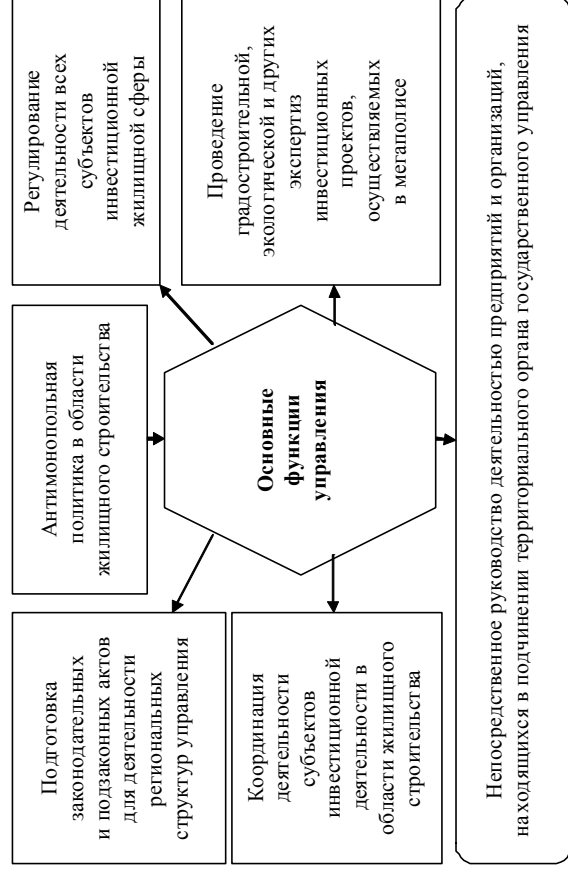 Подготовка
законодательных
и подзаконных актов
для деятельности
региональных
структур управления
Антимонопольная
политика в области
жилищного строительства
Регулирование
деятельности всех
субъектов
инвестиционной
жилищной сферы
Основные
функции
управления
Координация
деятельности
субъектов
инвестиционной
деятельности в
области жилищного
строительства
Проведение
градостроительной,
экологической и других
экспертиз
инвестиционных
проектов,
осуществляемых
в мегаполисе
Непосредственное руководство деятельностью предприятий и организаций,
находящихся в подчинении территориального органа государственного управления